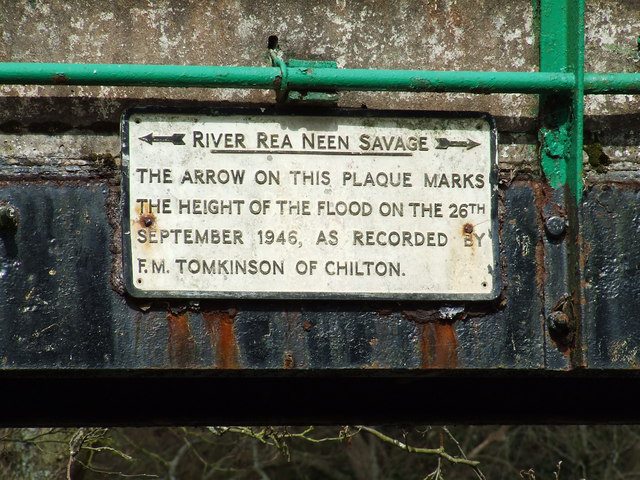 RIVER REA NEEN SAVAGE
THE ARROW ON THIS PLAQUE MARKS
THE HEIGHT OF THE FLOOD ON THE 26TH
SEPTEMBER 1946, AS RECORDED BY
F.M. TOMKINSON OF CHILTON.